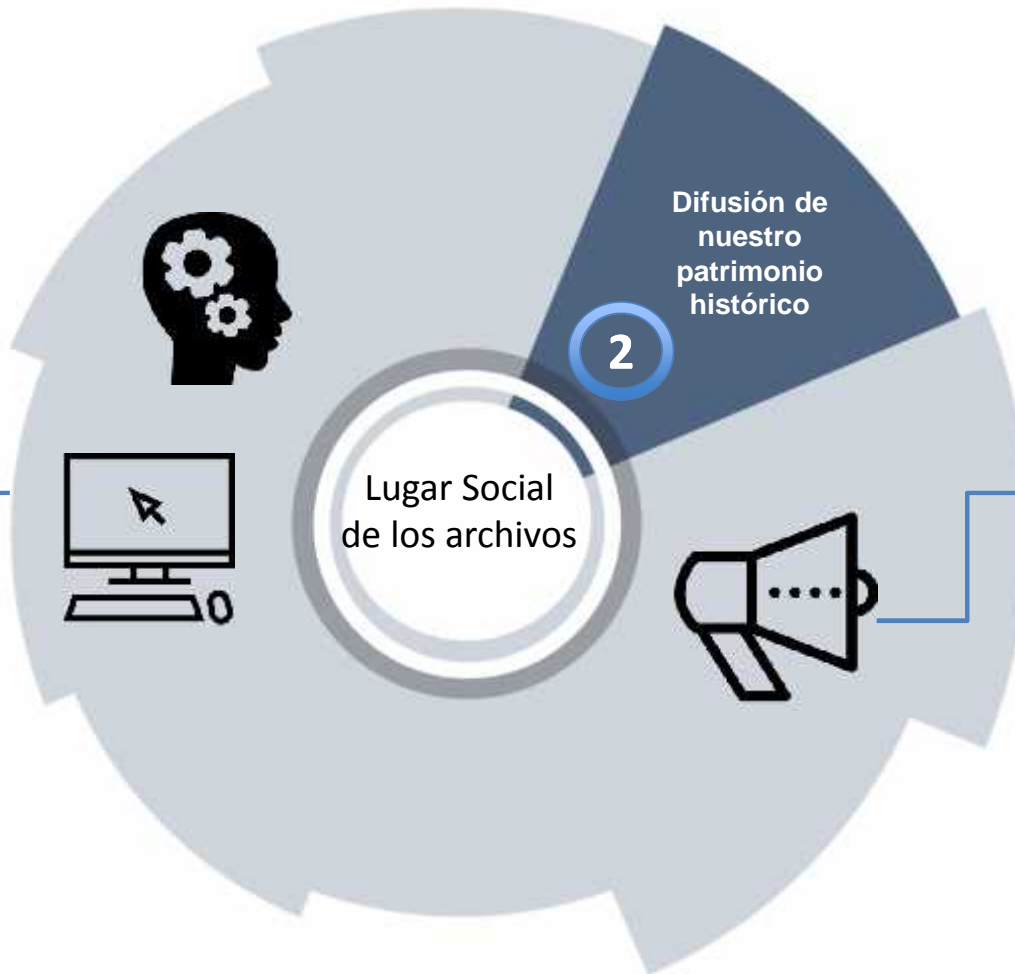 Difusión de
nuestro
patrimonio
histórico
2
Lugar Social
de los archivos